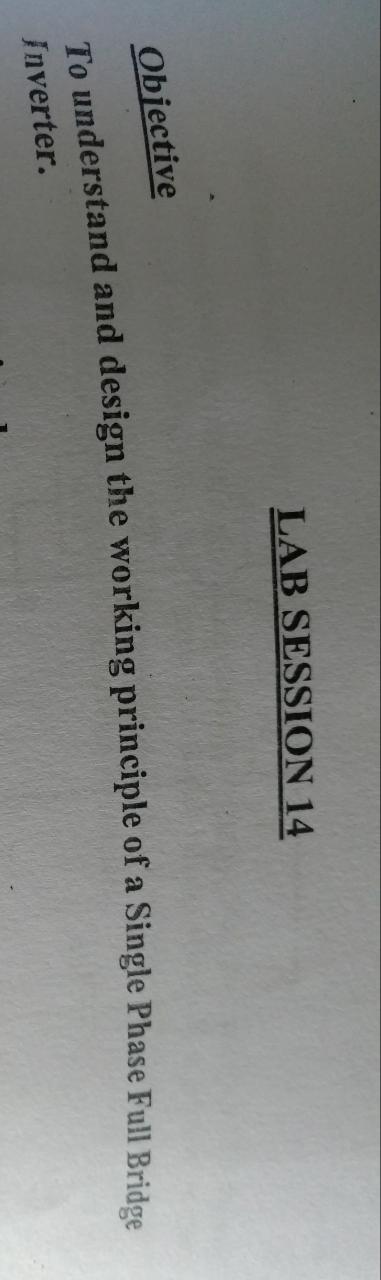 LAB SESSION 14
Objective
To understand and design the working principle of a Single Phase Full Bridge
Inverter.